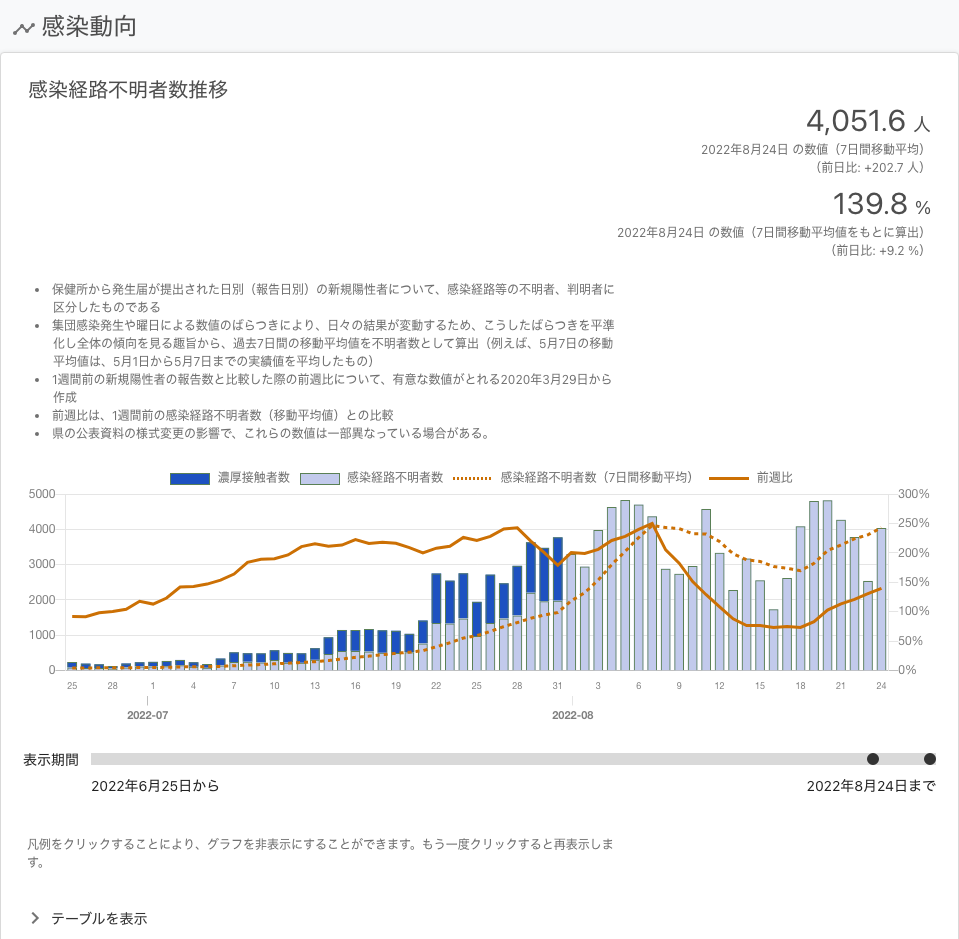 感染動向
感染経路不明者数推移
4,051.6 人
2022年8月24日 の数値（7日間移動平均）
（前日比: +202.7 人）
139.8 %
2022年8月24日 の数値（7日間移動平均値をもとに算出）
（前日比: +9.2 %）
• 保健所から発生届が提出された日別（報告日別）の新規陽性者について、感染経路等の不明者、判明者に
区分したものである
• 集団感染発生や曜日による数値のばらつきにより、日々の結果が変動するため、こうしたばらつきを平準
化し全体の傾向を見る趣旨から、過去7日間の移動平均値を不明者数として算出（例えば、5月7日の移動
平均値は、5月1日から5月7日までの実績値を平均したもの）
• 1週間前の新規陽性者の報告数と比較した際の前週比について、有意な数値がとれる2020年3月29日から
作成
• 前週比は、1週間前の感染経路不明者数（移動平均値）との比較
• 県の公表資料の様式変更の影響で、これらの数値は一部異なっている場合がある。
濃厚接触者数 感染経路不明者数 感染経路不明者数（7日間移動平均） 前週比
5000 300%
250%
4000
200%
3000
150%
2000
100%
1000
50%
0 0%
25 28 1 4 7 10 13 16 19 22 25 28 31 3 6 9 12 15 18 21 24
2022-07 2022-08
表示期間
2022年6月25日から 2022年8月24日まで
凡例をクリックすることにより、グラフを非表示にすることができます。もう一度クリックすると再表示しま
す。
テーブルを表示